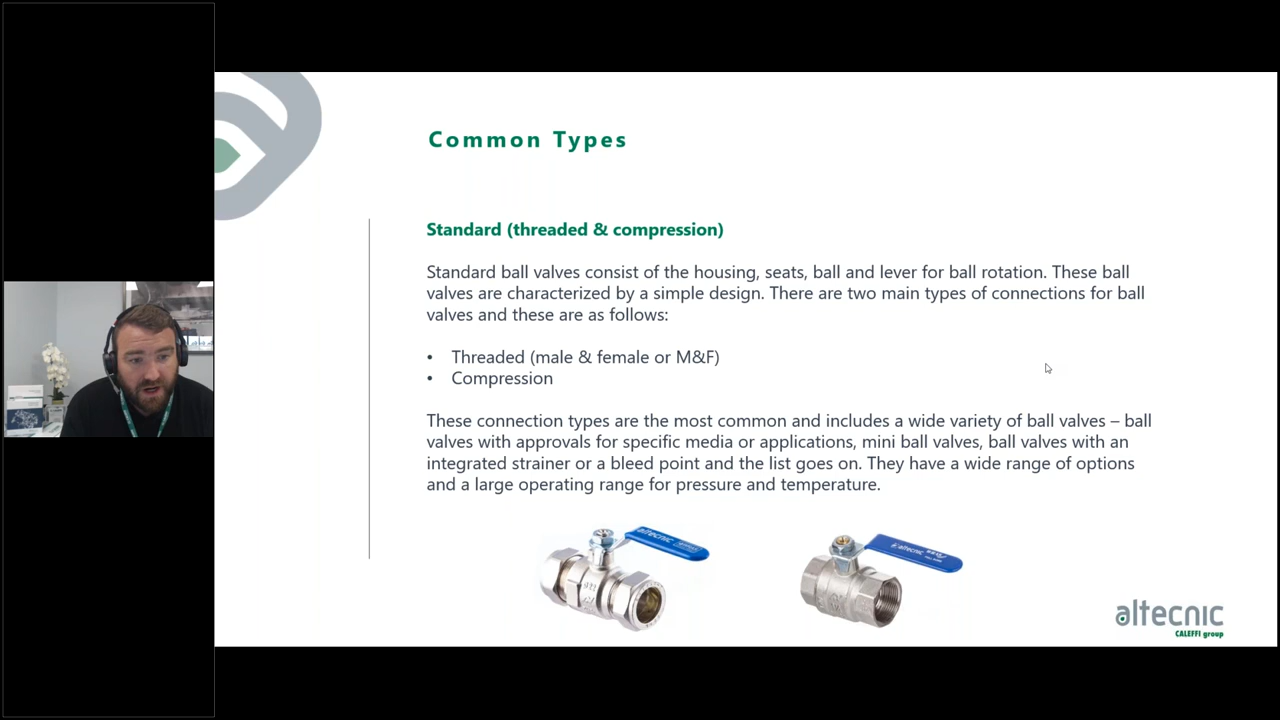 Common Types
Standard (threaded & compression)
Standard ball valves consist of the housing, seats, ball and lever for ball rotation. These ball
valves are characterized by a simple design. There are two main types of connections for ball
valves and these are as follows:
• Threaded (male & female or M&F)
• Compression
These connection types are the most common and includes a wide variety of ball valves – ball
valves with approvals for specific media or applications, mini ball valves, ball valves with an
integrated strainer or a bleed point and the list goes on. They have a wide range of options
and a large operating range for pressure and temperature.
altecnic
altecnic
altecnic
CALEFFI group